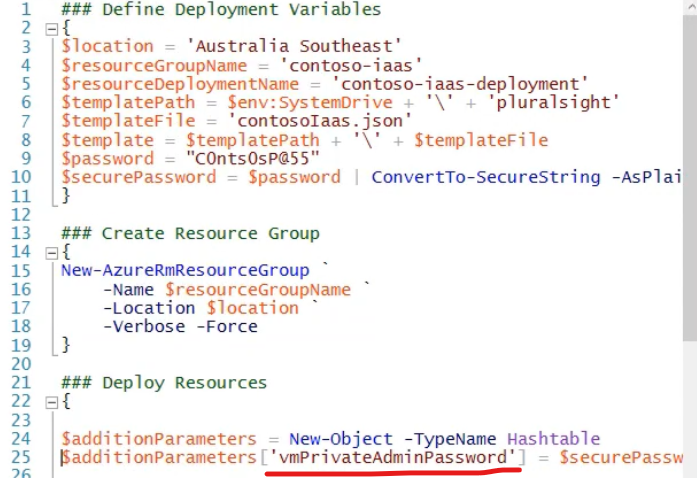 1 ### Define Deployment Variables
2 {
3 $location = 'Australia Southeast'
4 $resourceGroupName = 'contoso-iaas'
5 $resourceDeploymentName = 'contoso-iaas-deployment'
6 $templatePath = $env:SystemDrive + '\' + 'pluralsight'
7 $templateFile = 'contosoIaas.json'
8 $template = $templatePath + '\' + $templateFile
9 $password = "C0nts0sP@55"
10 $securePassword = $password | ConvertTo-SecureString -AsPlai
11 }
12
13 ### Create Resource Group
14 {
15 New-AzureRmResourceGroup `
16 -Name $resourceGroupName `
17 -Location $location `
18 -Verbose -Force
19 }
20
21 ### Deploy Resources
22 {
23
24 $additionParameters = New-Object -TypeName Hashtable
25 $additionParameters['vmPrivateAdminPassword'] = $securePassw
26